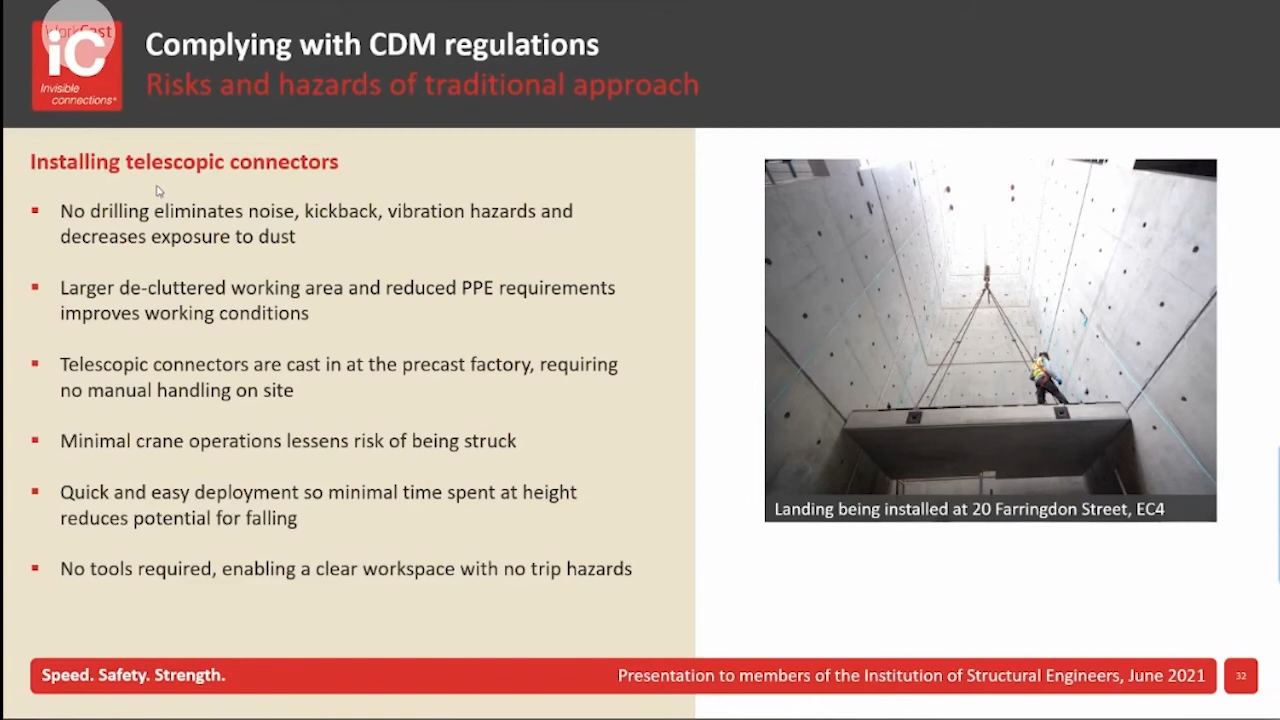 WorkCast
iC
Invisible
connections®
Complying with CDM regulations
Risks and hazards of traditional approach
Installing telescopic connectors
▪ No drilling eliminates noise, kickback, vibration hazards and
decreases exposure to dust
▪ Larger de-cluttered working area and reduced PPE requirements
improves working conditions
▪ Telescopic connectors are cast in at the precast factory, requiring
no manual handling on site
▪ Minimal crane operations lessens risk of being struck
▪ Quick and easy deployment so minimal time spent at height
reduces potential for falling
▪ No tools required, enabling a clear workspace with no trip hazards
Landing being installed at 20 Farringdon Street, EC4
Speed. Safety. Strength.
Presentation to members of the Institution of Structural Engineers, June 2021
32